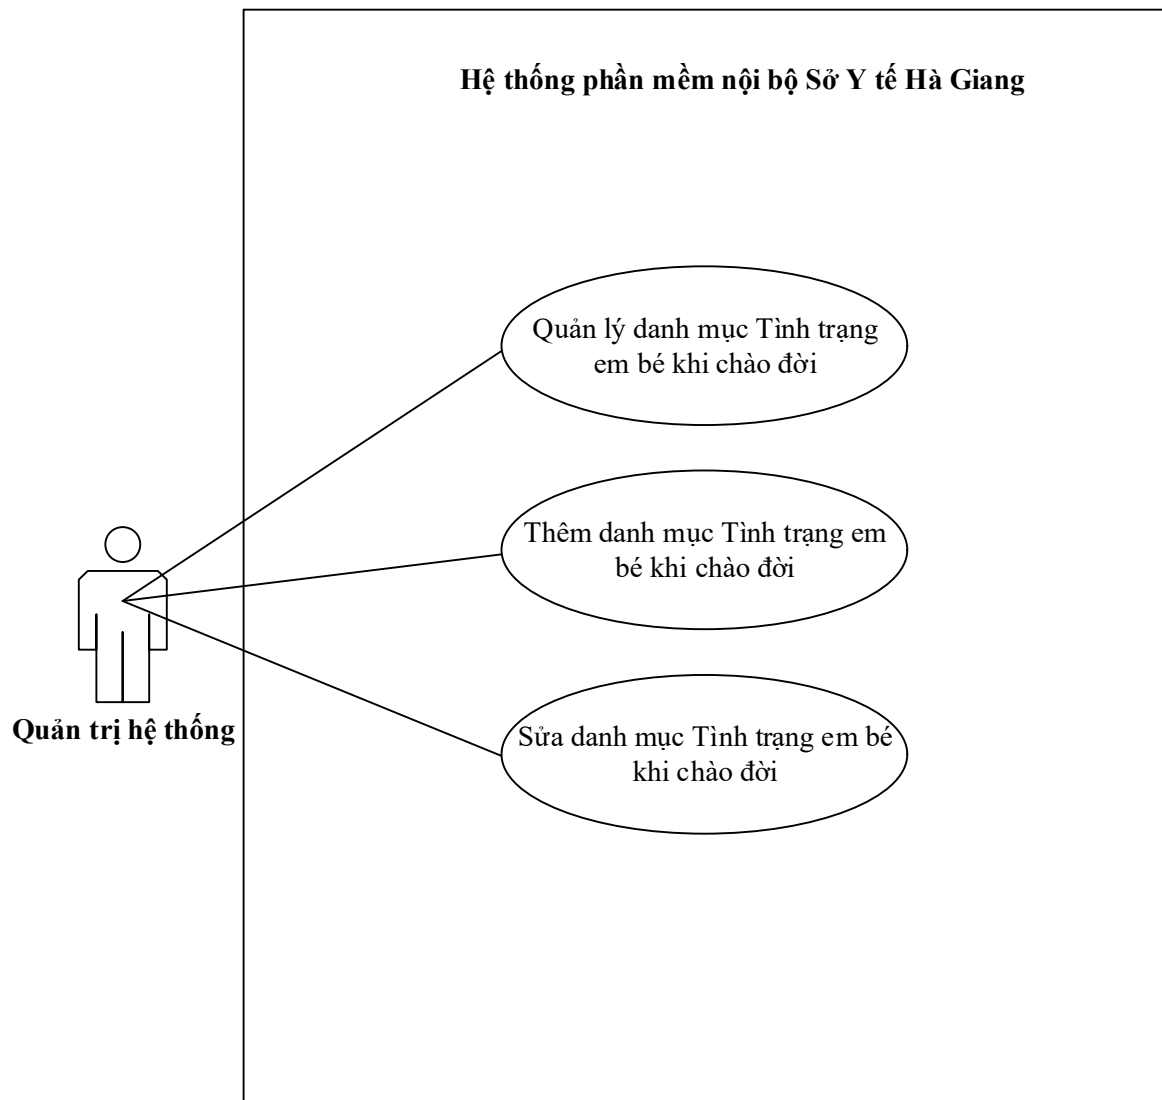 Hệ thống phần mềm nội bộ Sở Y tế Hà Giang
Quản lý danh mục Tình trạng
em bé khi chào đời
Thêm danh mục Tình trạng em
bé khi chào đời
Quản trị hệ thống
Sửa danh mục Tình trạng em bé
khi chào đời